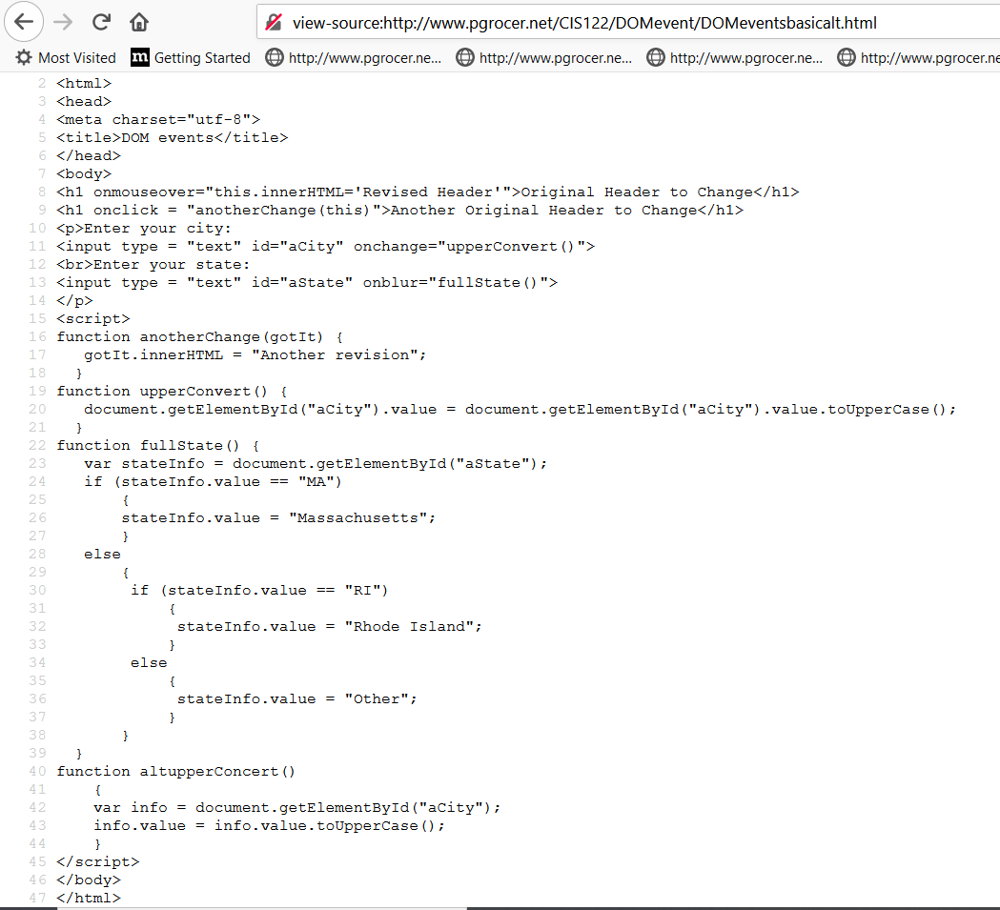 view-source:http://www.pgrocer.net/CIS122/DOMevent/DOMeventsbasicalt.html
Most Visited m Getting Started http://www.pgrocer.ne... http://www.pgrocer.ne... http://www.pgrocer.ne... http://www.pgrocer.ne
2 <html>
3 <head>
4 <meta charset="utf-8">
5 <title>DOM events</title>
6 </head>
7 <body>
8 <h1 onmouseover="this.innerHTML='Revised Header'">Original Header to Change</h1>
9 <h1 onclick = "anotherChange(this)">Another Original Header to Change</h1>
10 <p>Enter your city:
11 <input type = "text" id="aCity" onchange="upperConvert()">
12 <br>Enter your state:
13 <input type = "text" id="aState" onblur="fullState()">
14 </p>
15 <script>
16 function anotherChange(gotIt) {
17    gotIt.innerHTML = "Another revision";
18   }
19 function upperConvert() {
20    document.getElementById("aCity").value = document.getElementById("aCity").value.toUpperCase();
21   }
22 function fullState() {
23    var stateInfo = document.getElementById("aState");
24    if (stateInfo.value == "MA")
25        {
26        stateInfo.value = "Massachusetts";
27        }
28    else
29        {
30         if (stateInfo.value == "RI")
31             {
32              stateInfo.value = "Rhode Island";
33             }
34         else
35             {
36              stateInfo.value = "Other";
37             }
38        }
39   }
40 function altupperConcert()
41     {
42     var info = document.getElementById("aCity");
43     info.value = info.value.toUpperCase();
44     }
45 </script>
46 </body>
47 </html>